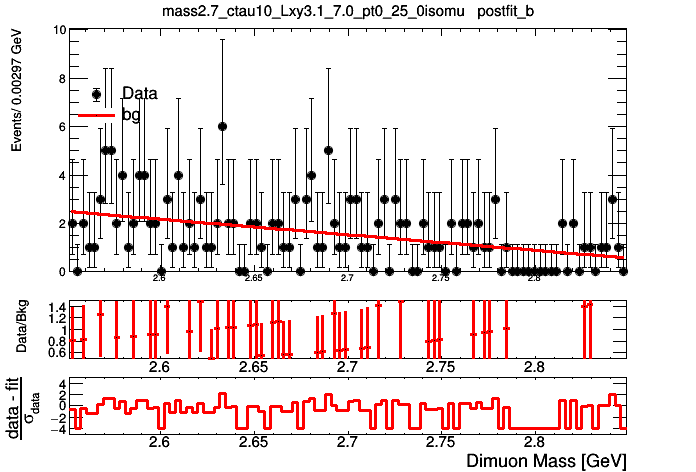 mass2.7_ctau10_Lxy3.1_7.0_pt0_25_0isomu postfit_b
Events/ 0.00297 GeV
10
8
6
4
2
0
Data
bg
2.6 2.65 2.7 2.75 2.8
Data/Bkg
1.4
1.2
1
0.8
0.6
2.6 2.65 2.7 2.75 2.8
data - fit
σdata
4
2
0
−2
−4
2.6 2.65 2.7 2.75 2.8
Dimuon Mass [GeV]